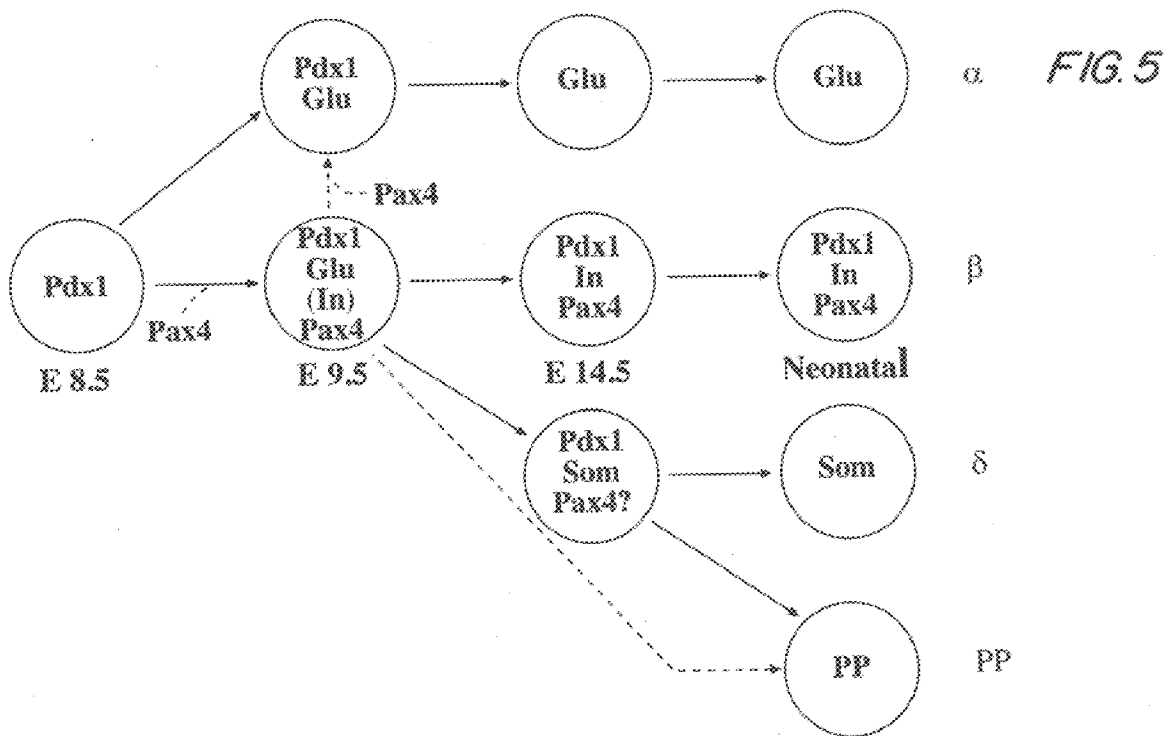 FIG. 5
Pdx1
Glu
Glu
Glu
α
Pax4
Pdx1
Pax4
E 8.5
Pdx1
Glu
(In)
Pax4
E 9.5
Pdx1
In
Pax4
E 14.5
Pdx1
In
Pax4
Neonatal
β
Pdx1
Som
Pax4?
Som
δ
PP
PP